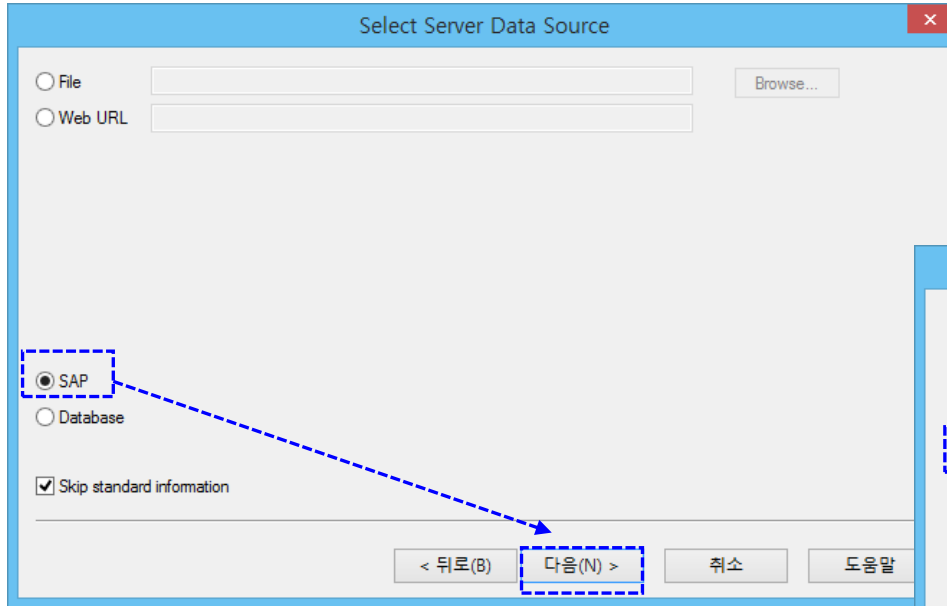 Select Server Data Source
File
Browse...
Web URL
SAP
Database
Skip standard information
< 뒤로(B)
다음(N) >
취소
도움말